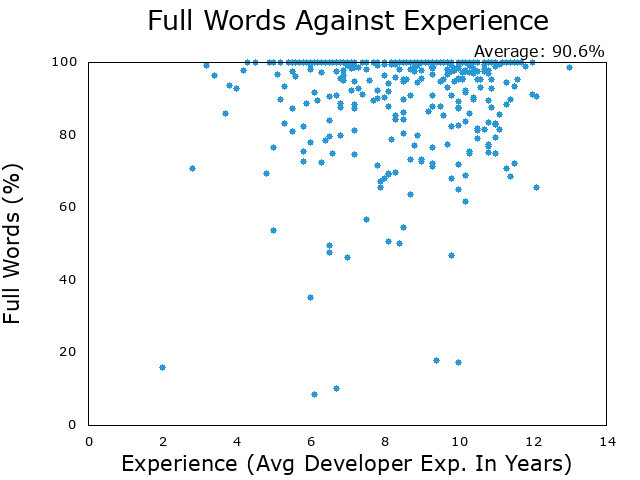 Full Words Against Experience
Average: 90.6%
100
80
60
40
20
0
Full Words (%)
0 2 4 6 8 10 12 14
Experience (Avg Developer Exp. In Years)